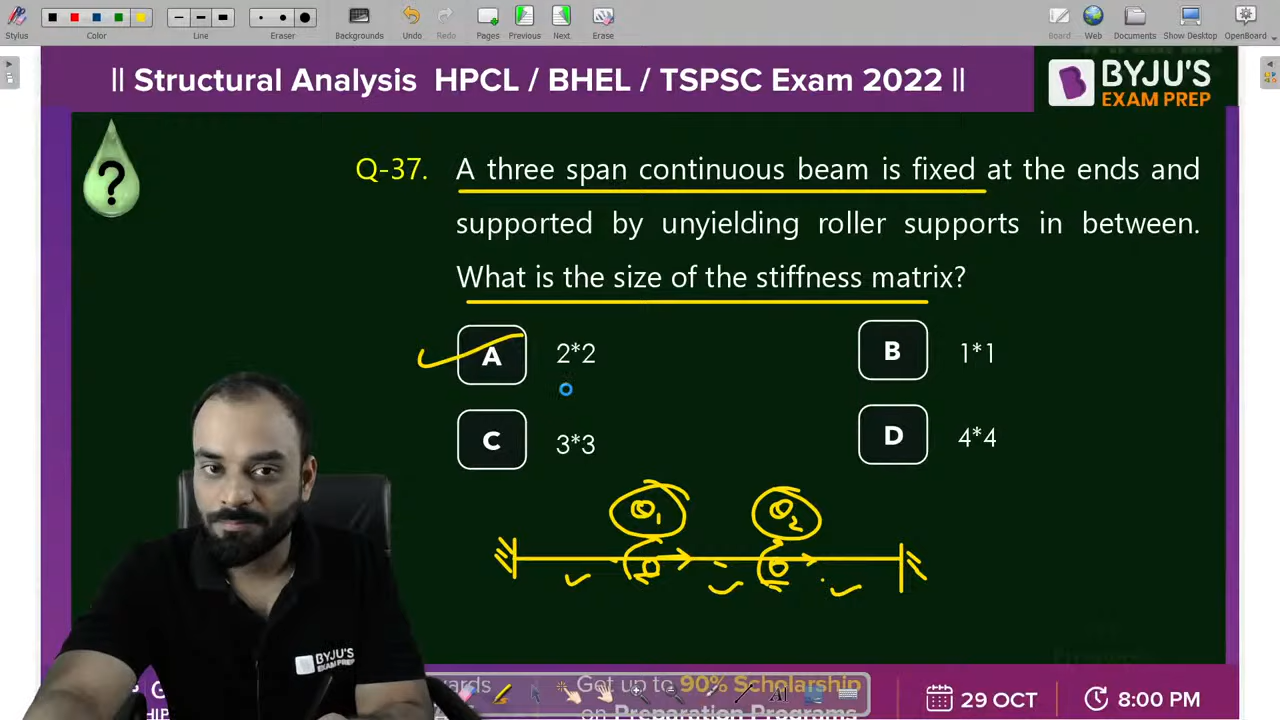 Stylus
Color
Line
Eraser
Backgrounds
Undo
Redo
Pages
Previous
Next
Erase
Board
Web
Documents
Show Desktop
OpenBoard
|| Structural Analysis HPCL / BHEL / TSPSC Exam 2022 ||
BYJU'S
EXAM PREP
?
Q-37. A three span continuous beam is fixed at the ends and
supported by unyielding roller supports in between.
What is the size of the stiffness matrix?
A 2*2
B 1*1
C 3*3
D 4*4
θ1 θ2
BYJU'S
EXAM PREP
Get up to 90% Scholarship
on Preparation Programs
29 OCT
8:00 PM